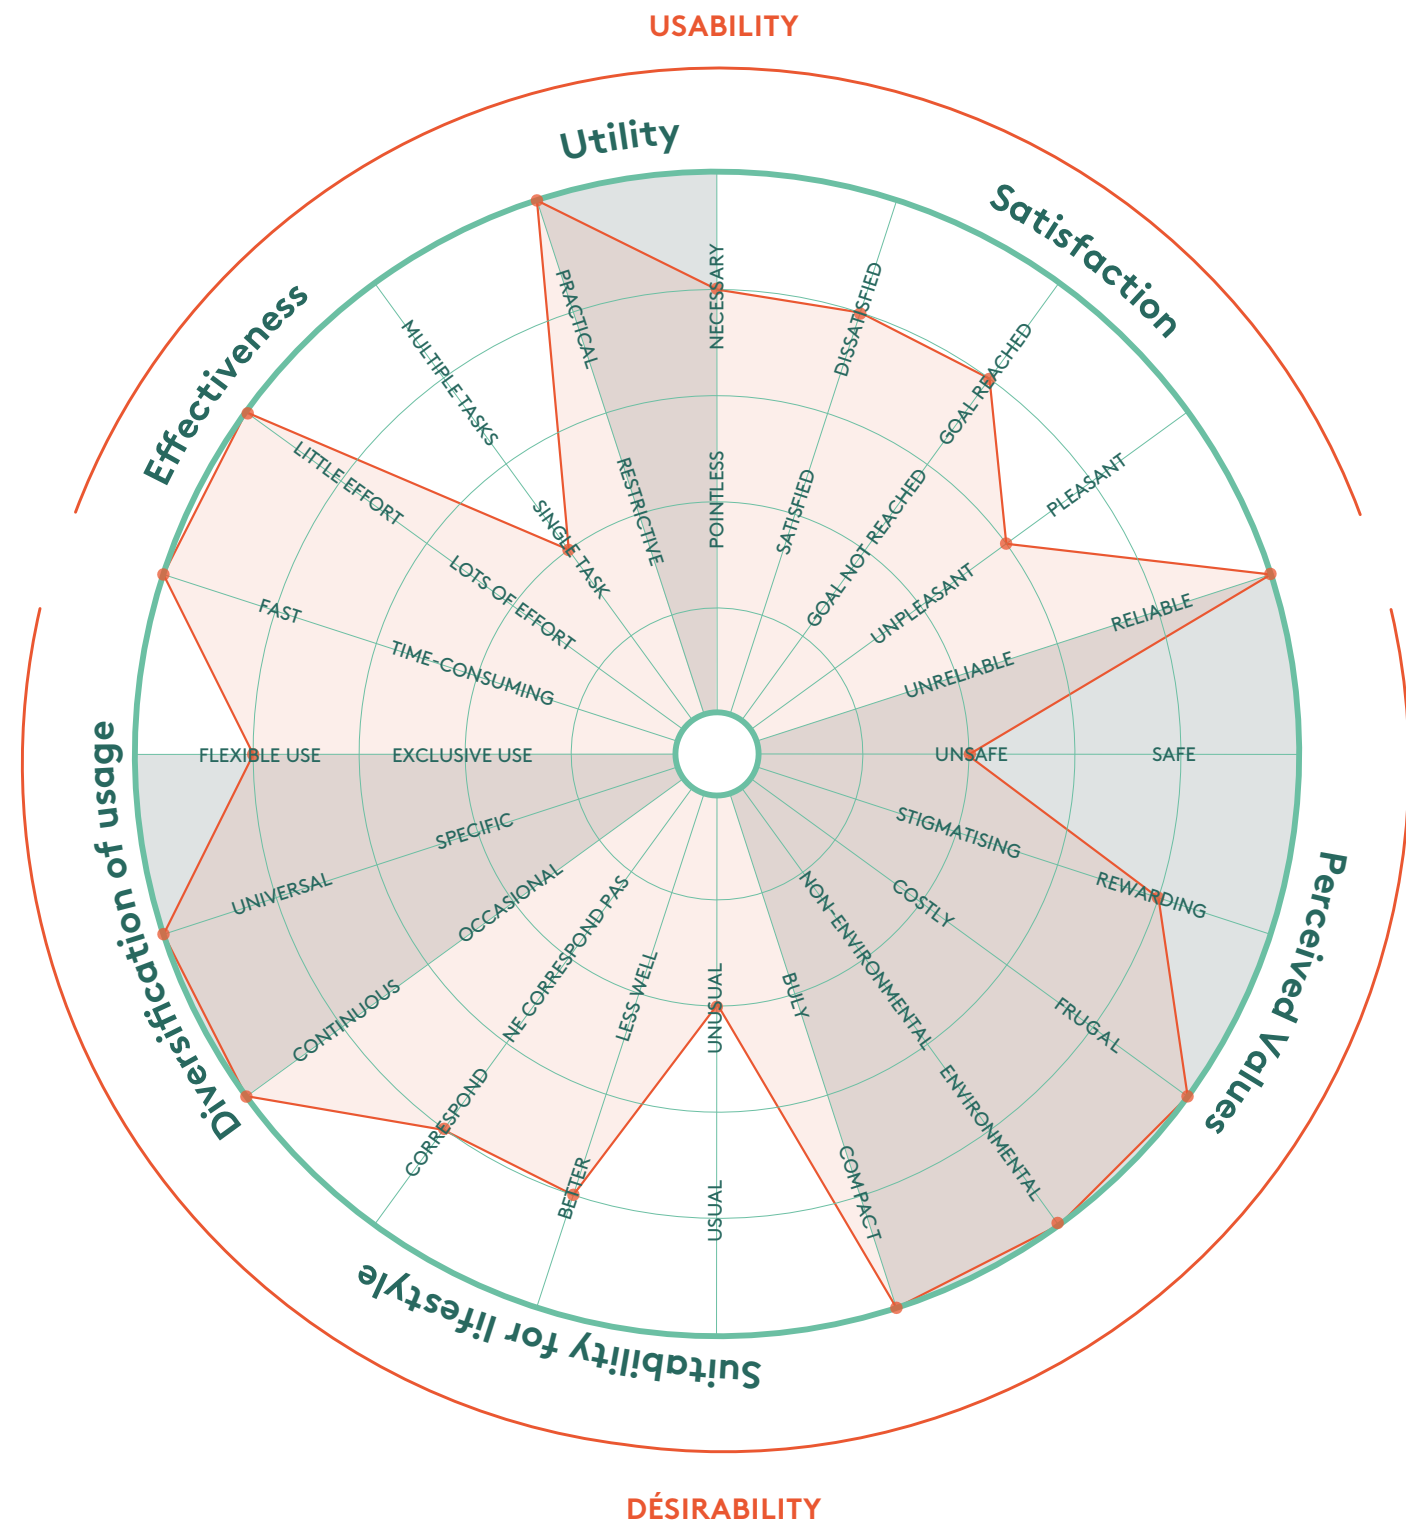 USABILITY
Utility
Satisfaction
Effectiveness
Diversification of usage
Perceived Values
Suitability for lifestyle
NECESSARY
POINTLESS
DISSATISFIED
SATISFIED
GOAL REACHED
GOAL NOT REACHED
PLEASANT
UNPLEASANT
RELIABLE
UNRELIABLE
SAFE
UNSAFE
REWARDING
STIGMATISING
FRUGAL
COSTLY
ENVIRONMENTAL
NON-ENVIRONMENTAL
COMPACT
BULY
USUAL
UNUSUAL
BETTER
LESS WELL
CORRESPOND
NE CORRESPOND PAS
CONTINUOUS
OCCASIONAL
UNIVERSAL
SPECIFIC
FLEXIBLE USE
EXCLUSIVE USE
FAST
TIME-CONSUMING
LITTLE EFFORT
LOTS OF EFFORT
MULTIPLE TASKS
SINGLE TASK
PRACTICAL
RESTRICTIVE
DÉSIRABILITY